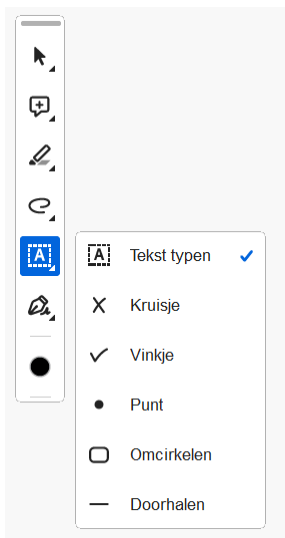 A
A Tekst typen
Kruisje
Vinkje
Punt
Omcirkelen
Doorhalen